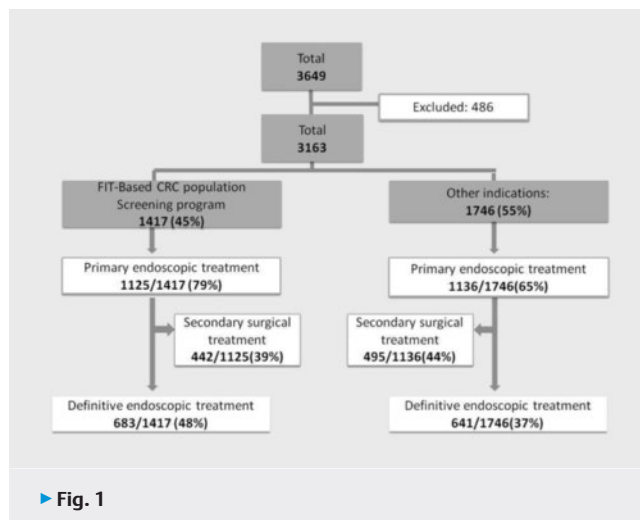 Total
3649
Excluded: 486
Total
3163
FIT-Based CRC population
Screening program
1417 (45%)
Other indications:
1746 (55%)
Primary endoscopic treatment
1125/1417 (79%)
Primary endoscopic treatment
1136/1746(65%)
Secondary surgical
treatment
442/1125(39%)
Secondary surgical
treatment
495/1136(44%)
Definitive endoscopic treatment
683/1417 (48%)
Definitive endoscopic treatment
641/1746(37%)
► Fig. 1